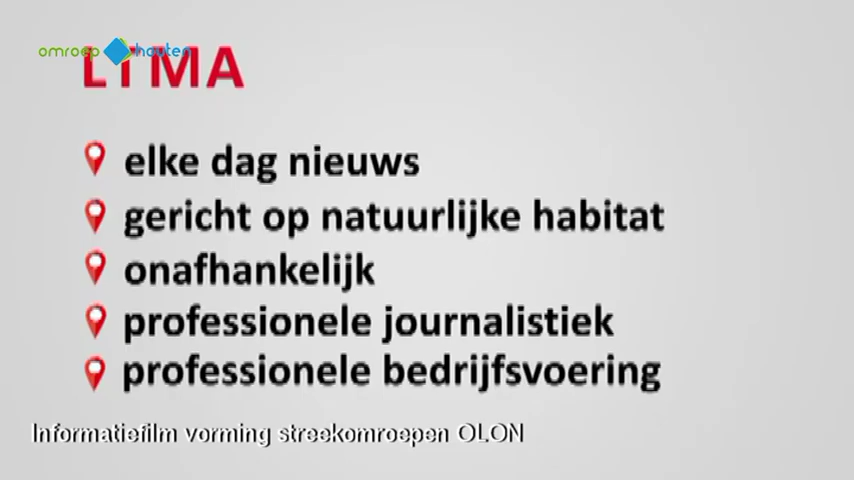 omroep houten
LTMA
elke dag nieuws
gericht op natuurlijke habitat
onafhankelijk
professionele journalistiek
professionele bedrijfsvoering
Informatiefilm vorming streekomroepen OLON